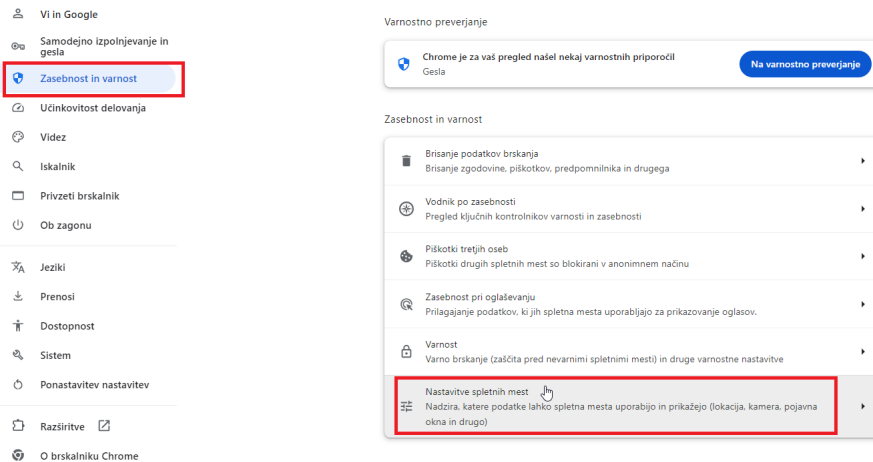 Vi in Google
Samodejno izpolnjevanje in
gesla
Zasebnost in varnost
Učinkovitost delovanja
Videz
Iskalnik
Privzeti brskalnik
Ob zagonu
Jeziki
Prenosi
Dostopnost
Sistem
Ponastavitev nastavitev
Razširitve
O brskalniku Chrome
Varnostno preverjanje
Chrome je za vaš pregled našel nekaj varnostnih priporočil
Gesla
Na varnostno preverjanje
Zasebnost in varnost
Brisanje podatkov brskanja
Brisanje zgodovine, piškotkov, predpomnilnika in drugega
Vodnik po zasebnosti
Pregled ključnih kontrolnikov varnosti in zasebnosti
Piškotki tretjih oseb
Piškotki drugih spletnih mest so blokirani v anonimnem načinu
Zasebnost pri oglaševanju
Prilagajanje podatkov, ki jih spletna mesta uporabljajo za prikazovanje oglasov.
Varnost
Varno brskanje (zaščita pred nevarnimi spletnimi mesti) in druge varnostne nastavitve
Nastavitve spletnih mest
Nadzira, katere podatke lahko spletna mesta uporabijo in prikažejo (lokacija, kamera, pojavna
okna in drugo)